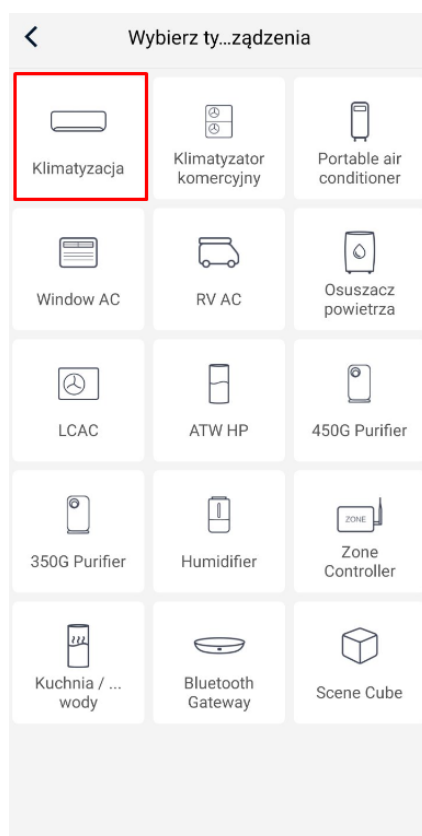 Wybierz ty...ządzenia
Klimatyzacja
Klimatyzator
komercyjny
Portable air
conditioner
Window AC
RV AC
Osuszacz
powietrza
LCAC
ATW HP
450G Purifier
350G Purifier
Humidifier
ZONE
Zone
Controller
Kuchnia / ...
wody
Bluetooth
Gateway
Scene Cube